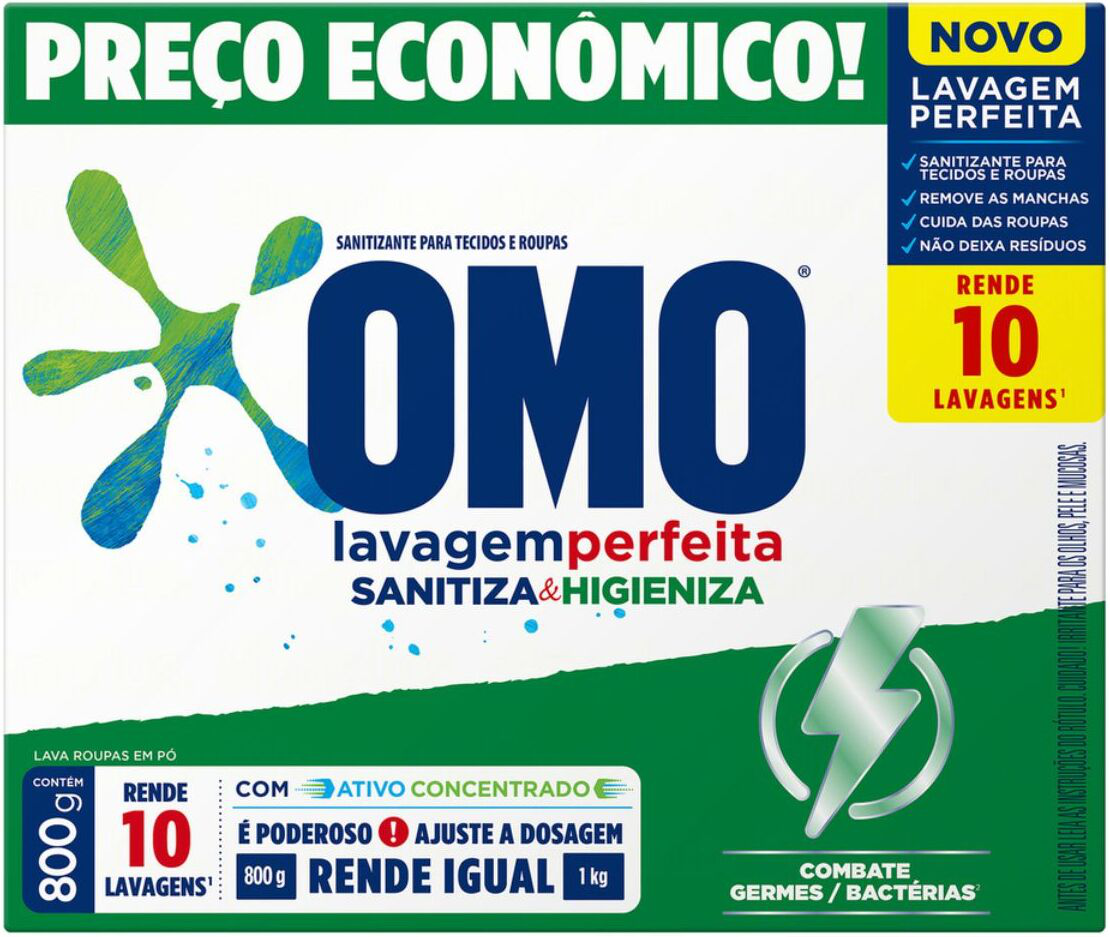 PREÇO ECONÔMICO!
NOVO
LAVAGEM
PERFEITA
SANITIZANTE PARA
TECIDOS E ROUPAS
REMOVE AS MANCHAS
CUIDA DAS ROUPAS
NÃO DEIXA RESÍDUOS
RENDE
10
LAVAGENS¹
SANITIZANTE PARA TECIDOS E ROUPAS
OMO®
lavagemperfeita
SANITIZA&HIGIENIZA
ANTES DE USAR LEIA AS INSTRUÇÕES DO RÓTULO. CUIDADO! IRRITANTE PARA OS OLHOS, PELE E MUCOSAS.
LAVA ROUPAS EM PÓ
CONTÉM
800g
RENDE
10
LAVAGENS¹
COM ATIVO CONCENTRADO
É PODEROSO ! AJUSTE A DOSAGEM
800 g RENDE IGUAL 1 kg
COMBATE
GERMES / BACTÉRIAS²